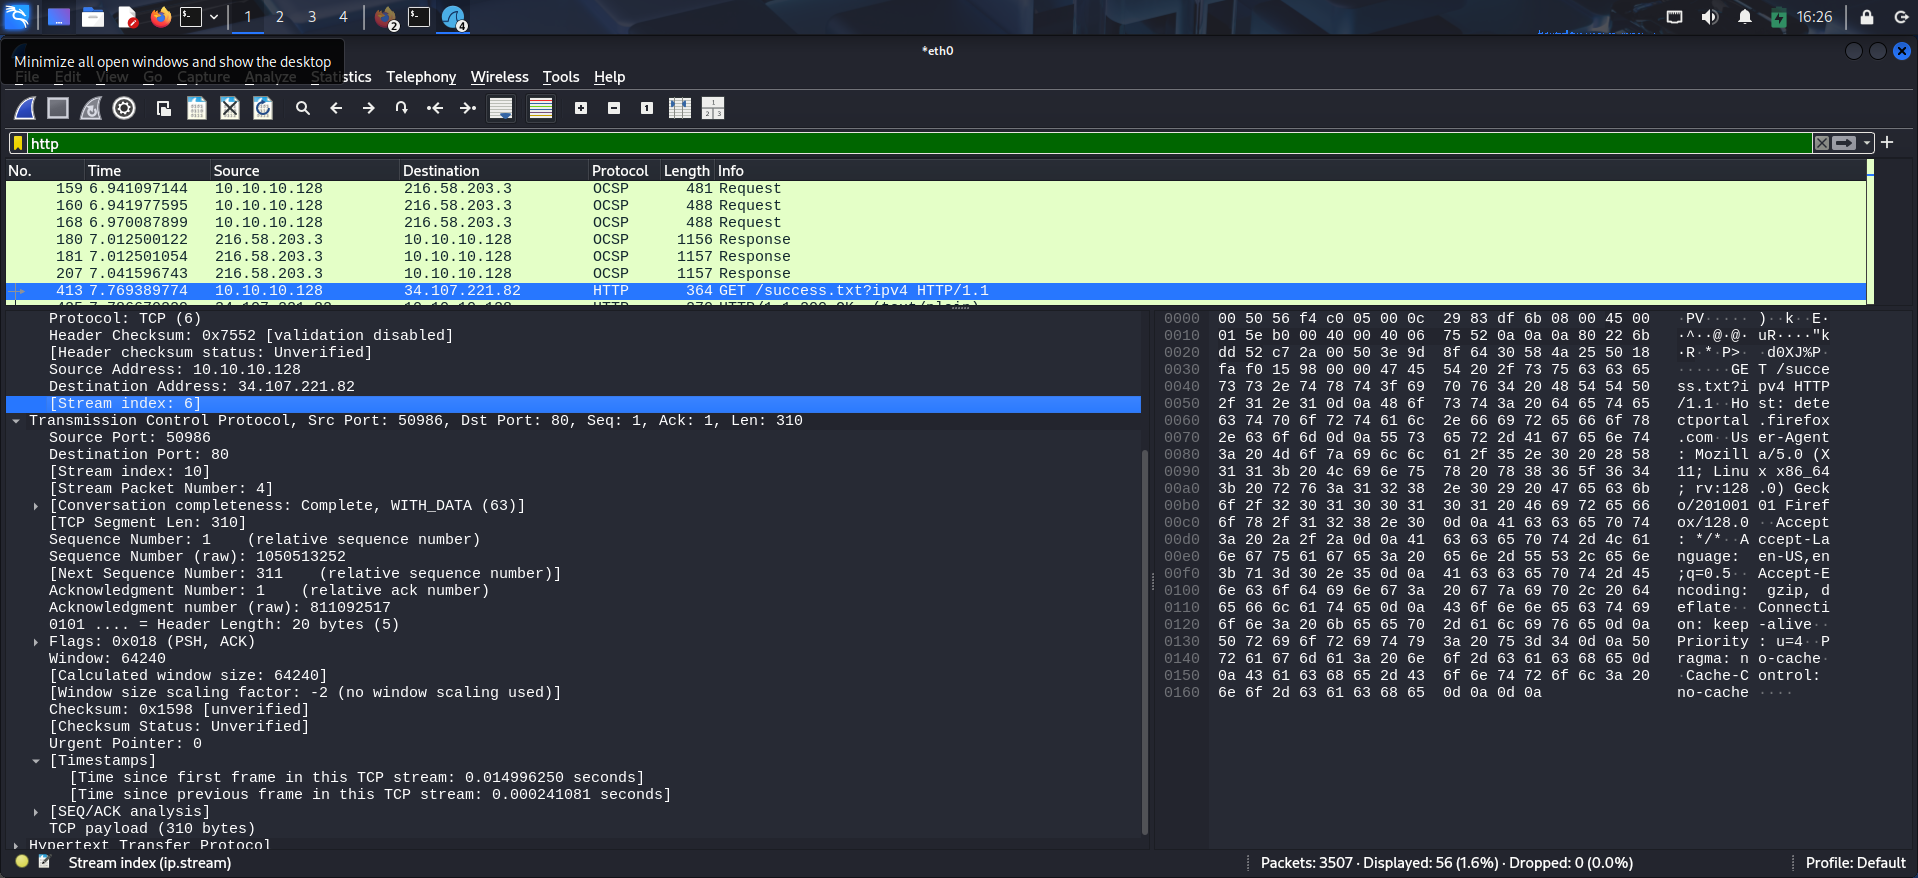 1 2 3 4 2 4 16:26
*eth0
Minimize all open windows and show the desktop
File Edit View Go Capture Analyze Statistics Telephony Wireless Tools Help
http
No. Time Source Destination Protocol Length Info
159 6.941097144 10.10.10.128 216.58.203.3 OCSP 481 Request
160 6.941977595 10.10.10.128 216.58.203.3 OCSP 488 Request
168 6.970087899 10.10.10.128 216.58.203.3 OCSP 488 Request
180 7.012500122 216.58.203.3 10.10.10.128 OCSP 1156 Response
181 7.012501054 216.58.203.3 10.10.10.128 OCSP 1157 Response
207 7.041596743 216.58.203.3 10.10.10.128 OCSP 1157 Response
413 7.769389774 10.10.10.128 34.107.221.82 HTTP 364 GET /success.txt?ipv4 HTTP/1.1
Protocol: TCP (6)
Header Checksum: 0x7552 [validation disabled]
[Header checksum status: Unverified]
Source Address: 10.10.10.128
Destination Address: 34.107.221.82
[Stream index: 6]
Transmission Control Protocol, Src Port: 50986, Dst Port: 80, Seq: 1, Ack: 1, Len: 310
Source Port: 50986
Destination Port: 80
[Stream index: 10]
[Stream Packet Number: 4]
[Conversation completeness: Complete, WITH_DATA (63)]
[TCP Segment Len: 310]
Sequence Number: 1    (relative sequence number)
Sequence Number (raw): 1050513252
[Next Sequence Number: 311    (relative sequence number)]
Acknowledgment Number: 1    (relative ack number)
Acknowledgment number (raw): 811092517
0101 .... = Header Length: 20 bytes (5)
Flags: 0x018 (PSH, ACK)
Window: 64240
[Calculated window size: 64240]
[Window size scaling factor: -2 (no window scaling used)]
Checksum: 0x1598 [unverified]
[Checksum Status: Unverified]
Urgent Pointer: 0
[Timestamps]
[Time since first frame in this TCP stream: 0.014996250 seconds]
[Time since previous frame in this TCP stream: 0.000241081 seconds]
[SEQ/ACK analysis]
TCP payload (310 bytes)
Hypertext Transfer Protocol
0000 00 50 56 f4 c0 05 00 0c 29 83 df 6b 08 00 45 00 ·PV·····  )··k··E·
0010 01 5e b0 00 40 00 40 06 75 52 0a 0a 0a 80 22 6b ·^··@·@· uR····"k
0020 dd 52 c7 2a 00 50 3e 9d 8f 64 30 58 4a 25 50 18 ·R·*·P>· ·d0XJ%P·
0030 fa f0 15 98 00 00 47 45 54 20 2f 73 75 63 63 65 ······GE T /succe
0040 73 73 2e 74 78 74 3f 69 70 76 34 20 48 54 54 50 ss.txt?i pv4 HTTP
0050 2f 31 2e 31 0d 0a 48 6f 73 74 3a 20 64 65 74 65 /1.1··Ho st: dete
0060 63 74 70 6f 72 74 61 6c 2e 66 69 72 65 66 6f 78 ctportal .firefox
0070 2e 63 6f 6d 0d 0a 55 73 65 72 2d 41 67 65 6e 74 .com··Us er-Agent
0080 3a 20 4d 6f 7a 69 6c 6c 61 2f 35 2e 30 20 28 58 : Mozill a/5.0 (X
0090 31 31 3b 20 4c 69 6e 75 78 20 78 38 36 5f 36 34 11; Linu x x86_64
00a0 3b 20 72 76 3a 31 32 38 2e 30 29 20 47 65 63 6b ; rv:128 .0) Geck
00b0 6f 2f 32 30 31 30 30 31 30 31 20 46 69 72 65 66 o/201001 01 Firef
00c0 6f 78 2f 31 32 38 2e 30 0d 0a 41 63 63 65 70 74 ox/128.0 ··Accept
00d0 3a 20 2a 2f 2a 0d 0a 41 63 63 65 70 74 2d 4c 61 : */*··A ccept-La
00e0 6e 67 75 61 67 65 3a 20 65 6e 2d 55 53 2c 65 6e nguage:  en-US,en
00f0 3b 71 3d 30 2e 35 0d 0a 41 63 63 65 70 74 2d 45 ;q=0.5·· Accept-E
0100 6e 63 6f 64 69 6e 67 3a 20 67 7a 69 70 2c 20 64 ncoding:  gzip, d
0110 65 66 6c 61 74 65 0d 0a 43 6f 6e 6e 65 63 74 69 eflate·· Connecti
0120 6f 6e 3a 20 6b 65 65 70 2d 61 6c 69 76 65 0d 0a on: keep -alive··
0130 50 72 69 6f 72 69 74 79 3a 20 75 3d 34 0d 0a 50 Priority : u=4··P
0140 72 61 67 6d 61 3a 20 6e 6f 2d 63 61 63 68 65 0d ragma: n o-cache·
0150 0a 43 61 63 68 65 2d 43 6f 6e 74 72 6f 6c 3a 20 ·Cache-C ontrol:
0160 6e 6f 2d 63 61 63 68 65 0d 0a 0d 0a no-cache ····
Stream index (ip.stream) Packets: 3507 · Displayed: 56 (1.6%) · Dropped: 0 (0.0%) Profile: Default